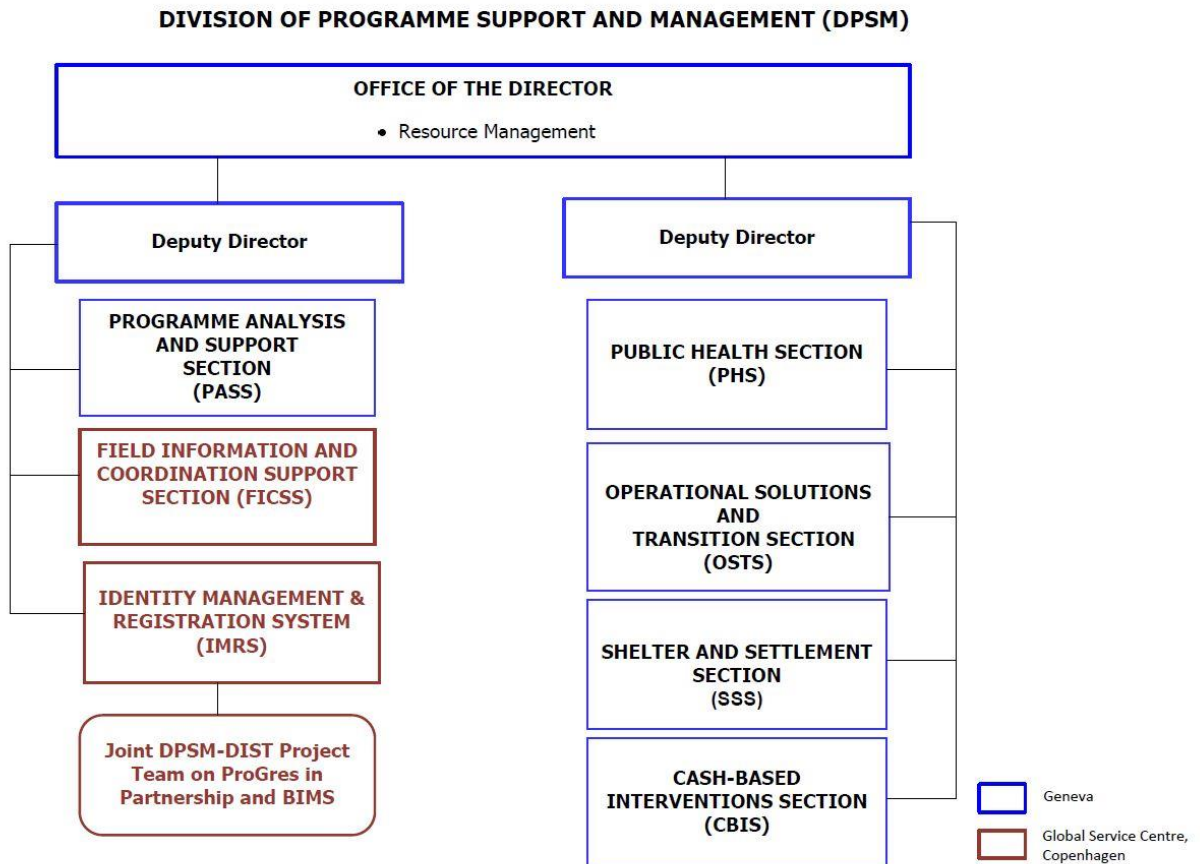 DIVISION OF PROGRAMME SUPPORT AND MANAGEMENT (DPSM)
OFFICE OF THE DIRECTOR
• Resource Management
Deputy Director
PROGRAMME ANALYSIS
AND SUPPORT
SECTION
(PASS)
FIELD INFORMATION AND
COORDINATION SUPPORT
SECTION (FICSS)
IDENTITY MANAGEMENT &
REGISTRATION SYSTEM
(IMRS)
Joint DPSM-DIST Project
Team on ProGres in
Partnership and BIMS
Deputy Director
PUBLIC HEALTH SECTION
(PHS)
OPERATIONAL SOLUTIONS
AND
TRANSITION SECTION
(OSTS)
SHELTER AND SETTLEMENT
SECTION
(SSS)
CASH-BASED
INTERVENTIONS SECTION
(CBIS)
Geneva
Global Service Centre,
Copenhagen